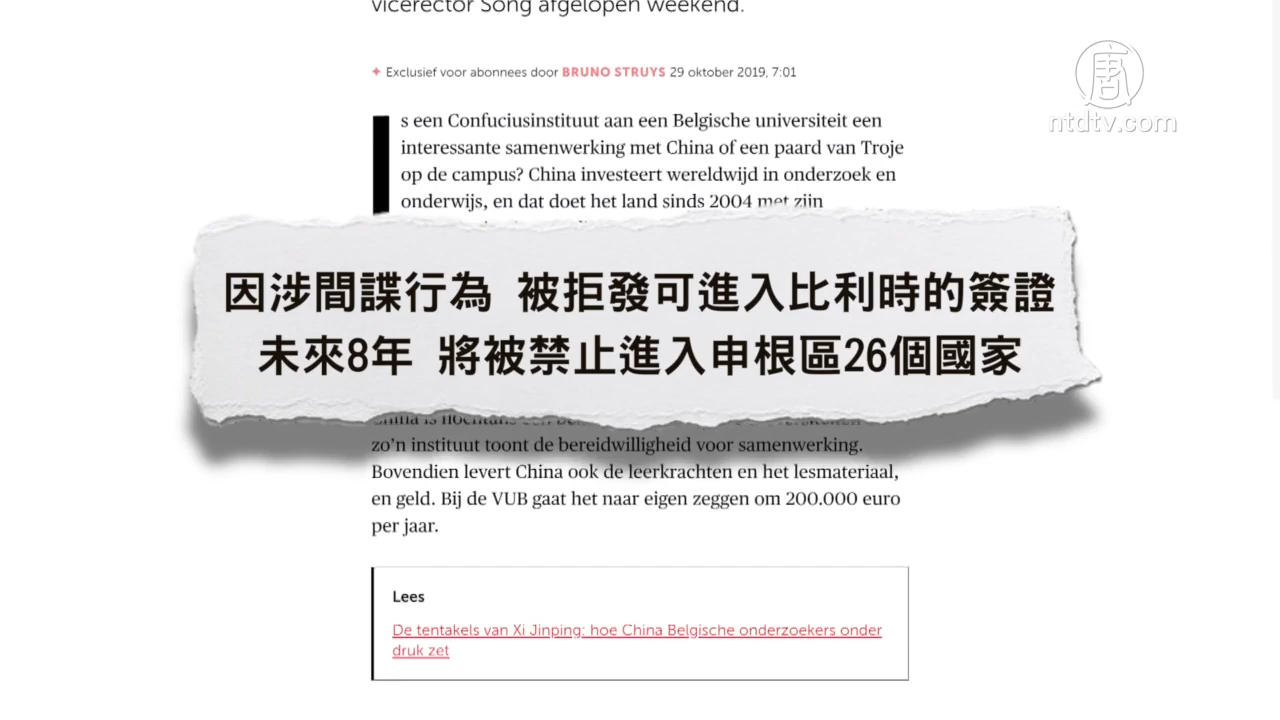 vicerector Song afgelopen weekend.
✦ Exclusief voor abonnees door BRUNO STRUYS 29 oktober 2019, 7:01
唐
ntdtv.com
Is een Confuciusinstituut aan een Belgische universiteit een
interessante samenwerking met China of een paard van Troje
op de campus? China investeert wereldwijd in onderzoek en
onderwijs, en dat doet het land sinds 2004 met zijn
因涉間諜行為 被拒發可進入比利時的簽證
未來8年 將被禁止進入申根區26個國家
China is
zo’n instituut toont de bereidwilligheid voor samenwerking.
Bovendien levert China ook de leerkrachten en het lesmateriaal,
en geld. Bij de VUB gaat het naar eigen zeggen om 200.000 euro
per jaar.
Lees
De tentakels van Xi Jinping: hoe China Belgische onderzoekers onder
druk zet